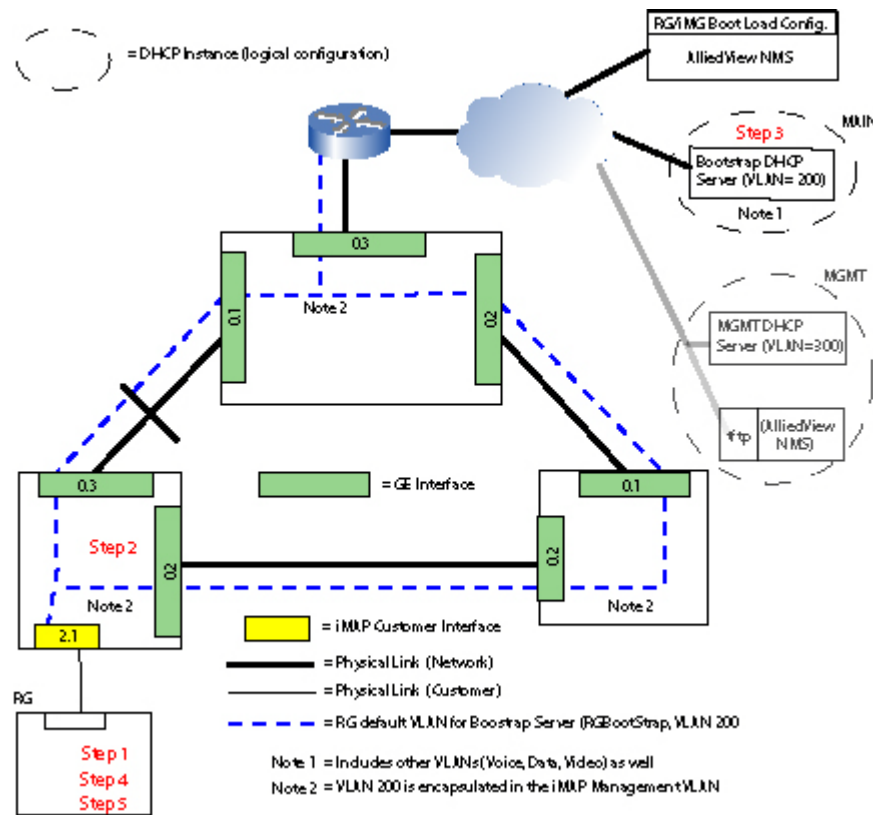 RG/iMG Boot Load Config.
AlliedView NMS
= DHCP Instance (logical configuration)
MAIN
Step 3
Bootstrap DHCP
Server (VLAN= 200)
Note 1
0.3
0.1
0.2
Note 2
MGMT
MGMT DHCP
Server (VLAN=300)
tftp
(AlliedView
NMS)
0.3
= GE Interface
0.1
Step 2
0.2
0.2
Note 2
Note 2
2.1
= iMAP Customer Interface
= Physical Link (Network)
RG
= Physical Link (Customer)
= RG default VLAN for Boostrap Server (RGBootStrap, VLAN 200
Step 1
Step 4
Step 5
Note 1 = Includes other VLANs (Voice, Data, Video) as well
Note 2 = VLAN 200 is encapsulated in the iMAP Management VLAN